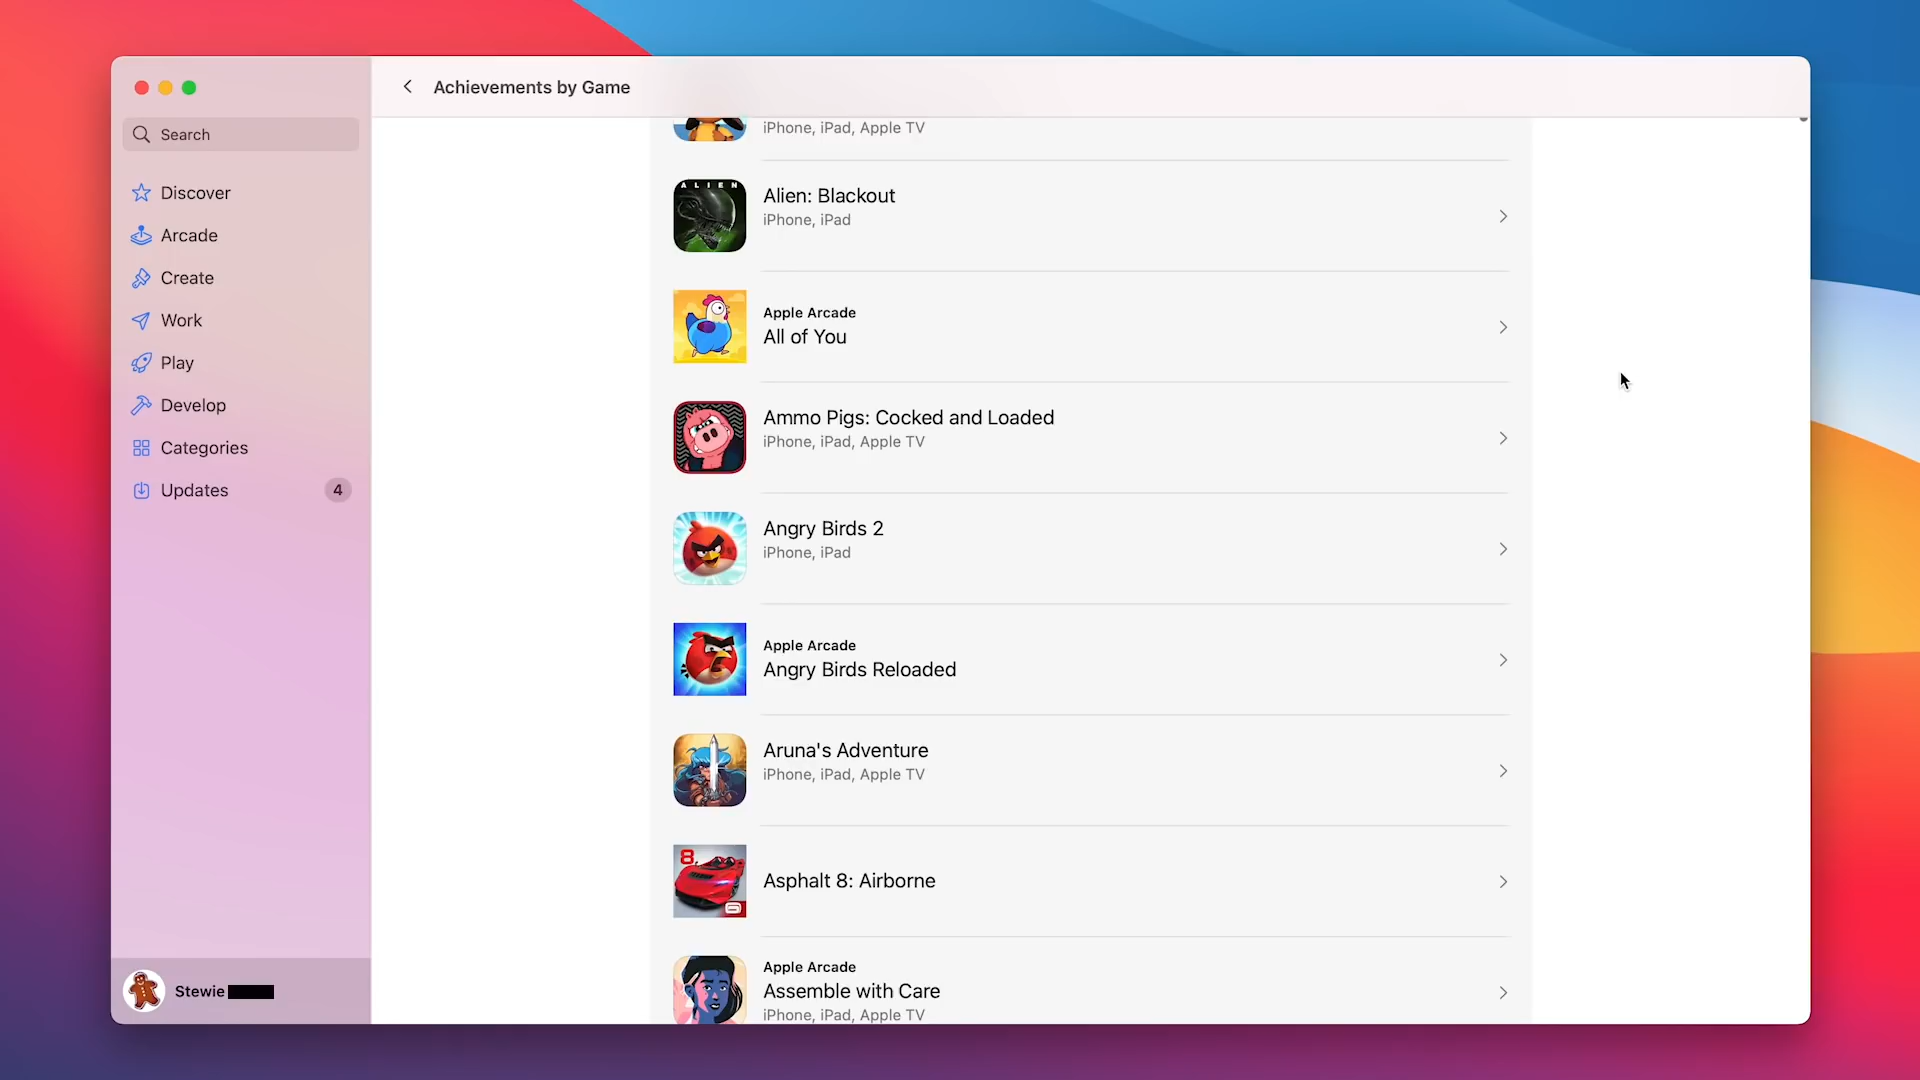 Achievements by Game
Search
Discover
Arcade
Create
Work
Play
Develop
Categories
Updates
4
Stewie
iPhone, iPad, Apple TV
ALIEN
Alien: Blackout
iPhone, iPad
Apple Arcade
All of You
Ammo Pigs: Cocked and Loaded
iPhone, iPad, Apple TV
Angry Birds 2
iPhone, iPad
Apple Arcade
Angry Birds Reloaded
Aruna's Adventure
iPhone, iPad, Apple TV
8
Asphalt 8: Airborne
Apple Arcade
Assemble with Care
iPhone, iPad, Apple TV